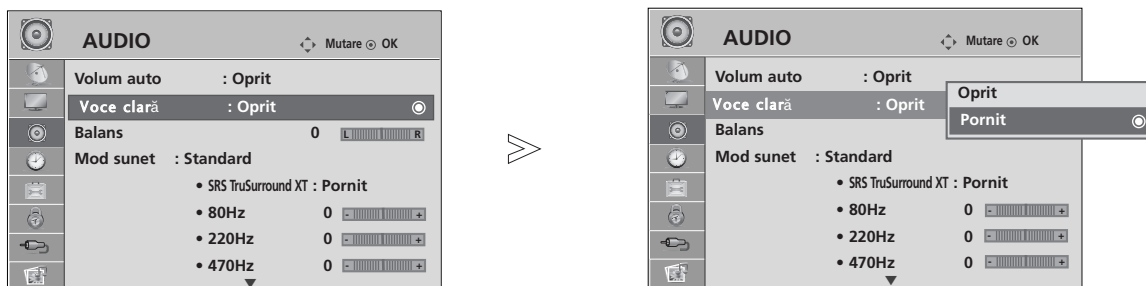 AUDIO Mutare OK
Volum auto : Oprit
Voce clară : Oprit
Balans 0 L R
Mod sunet : Standard
• SRS TruSurround XT : Pornit
• 80Hz 0 - +
• 220Hz 0 - +
• 470Hz 0 - +
AUDIO Mutare OK
Volum auto : Oprit
Voce clară : Oprit
Oprit
Pornit
Balans
Mod sunet : Standard
• SRS TruSurround XT : Pornit
• 80Hz 0 - +
• 220Hz 0 - +
• 470Hz 0 - +